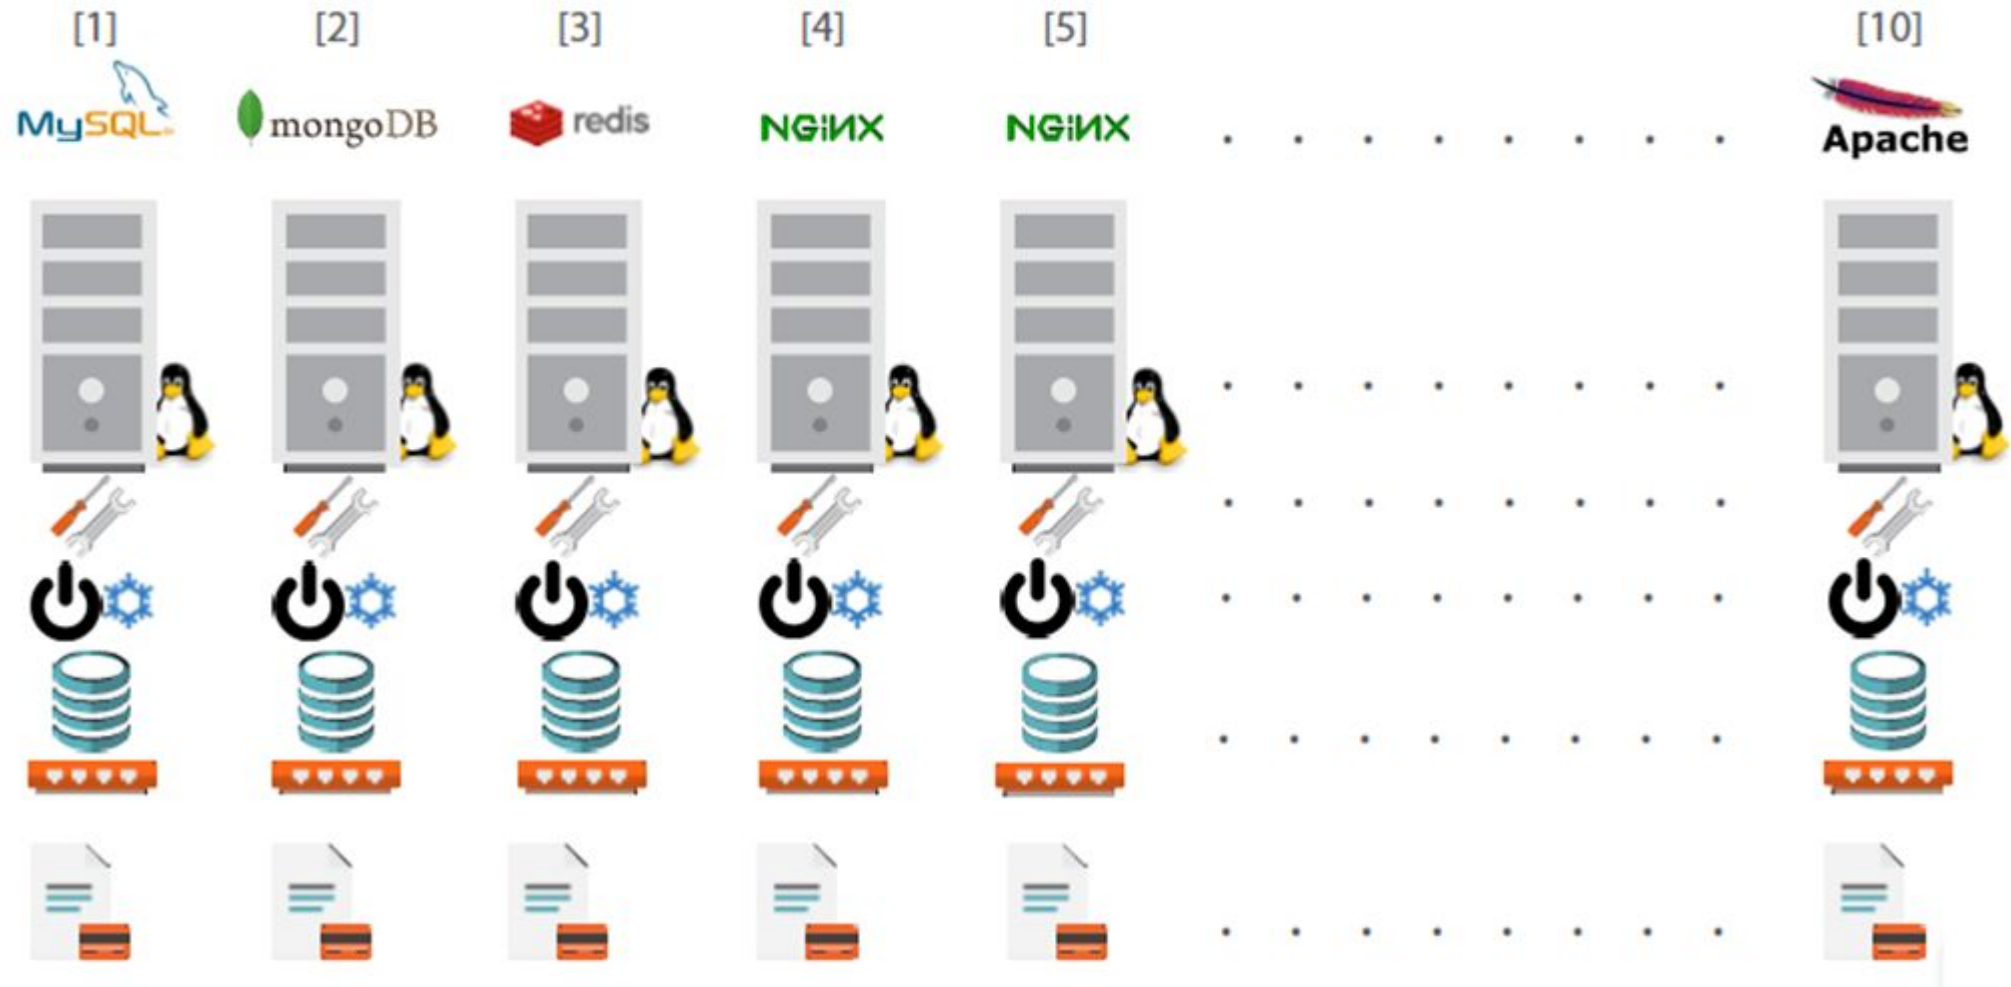 [1] [2] [3] [4] [5] [10]
MySQL mongoDB redis NGiNX NGiNX Apache